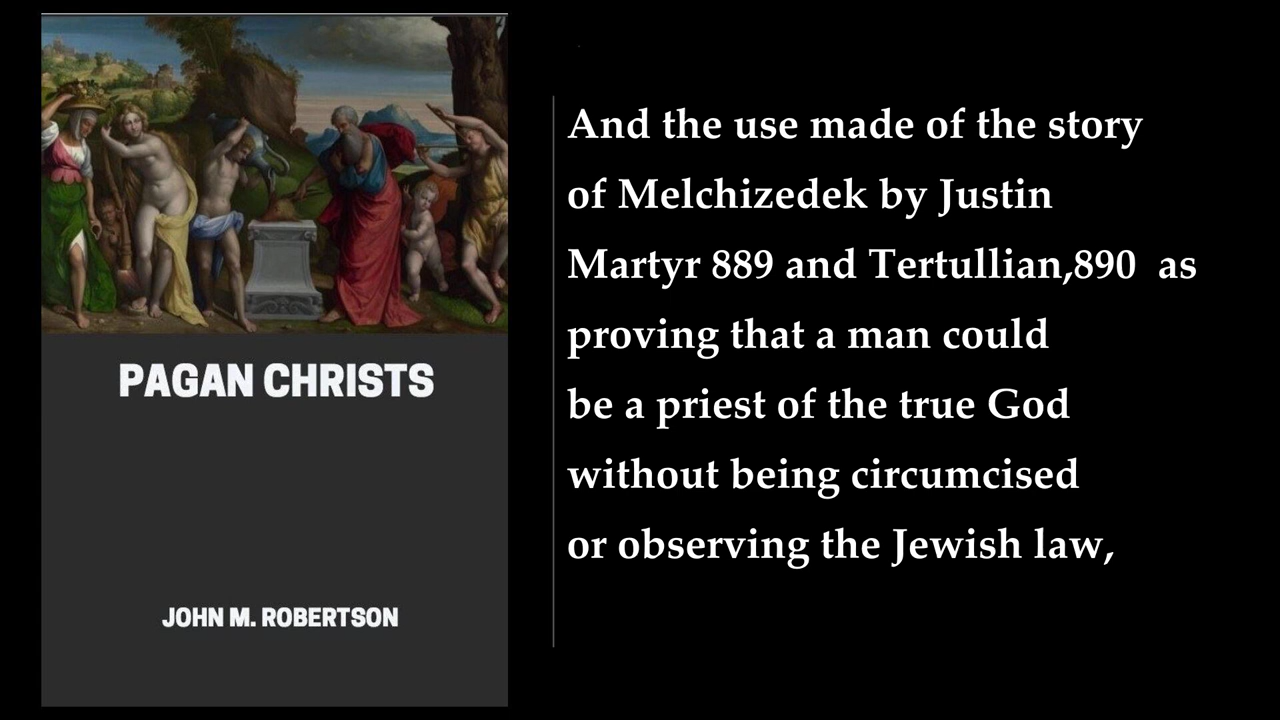 PAGAN CHRISTS
JOHN M. ROBERTSON
And the use made of the story
of Melchizedek by Justin
Martyr 889 and Tertullian,890 as
proving that a man could
be a priest of the true God
without being circumcised
or observing the Jewish law,